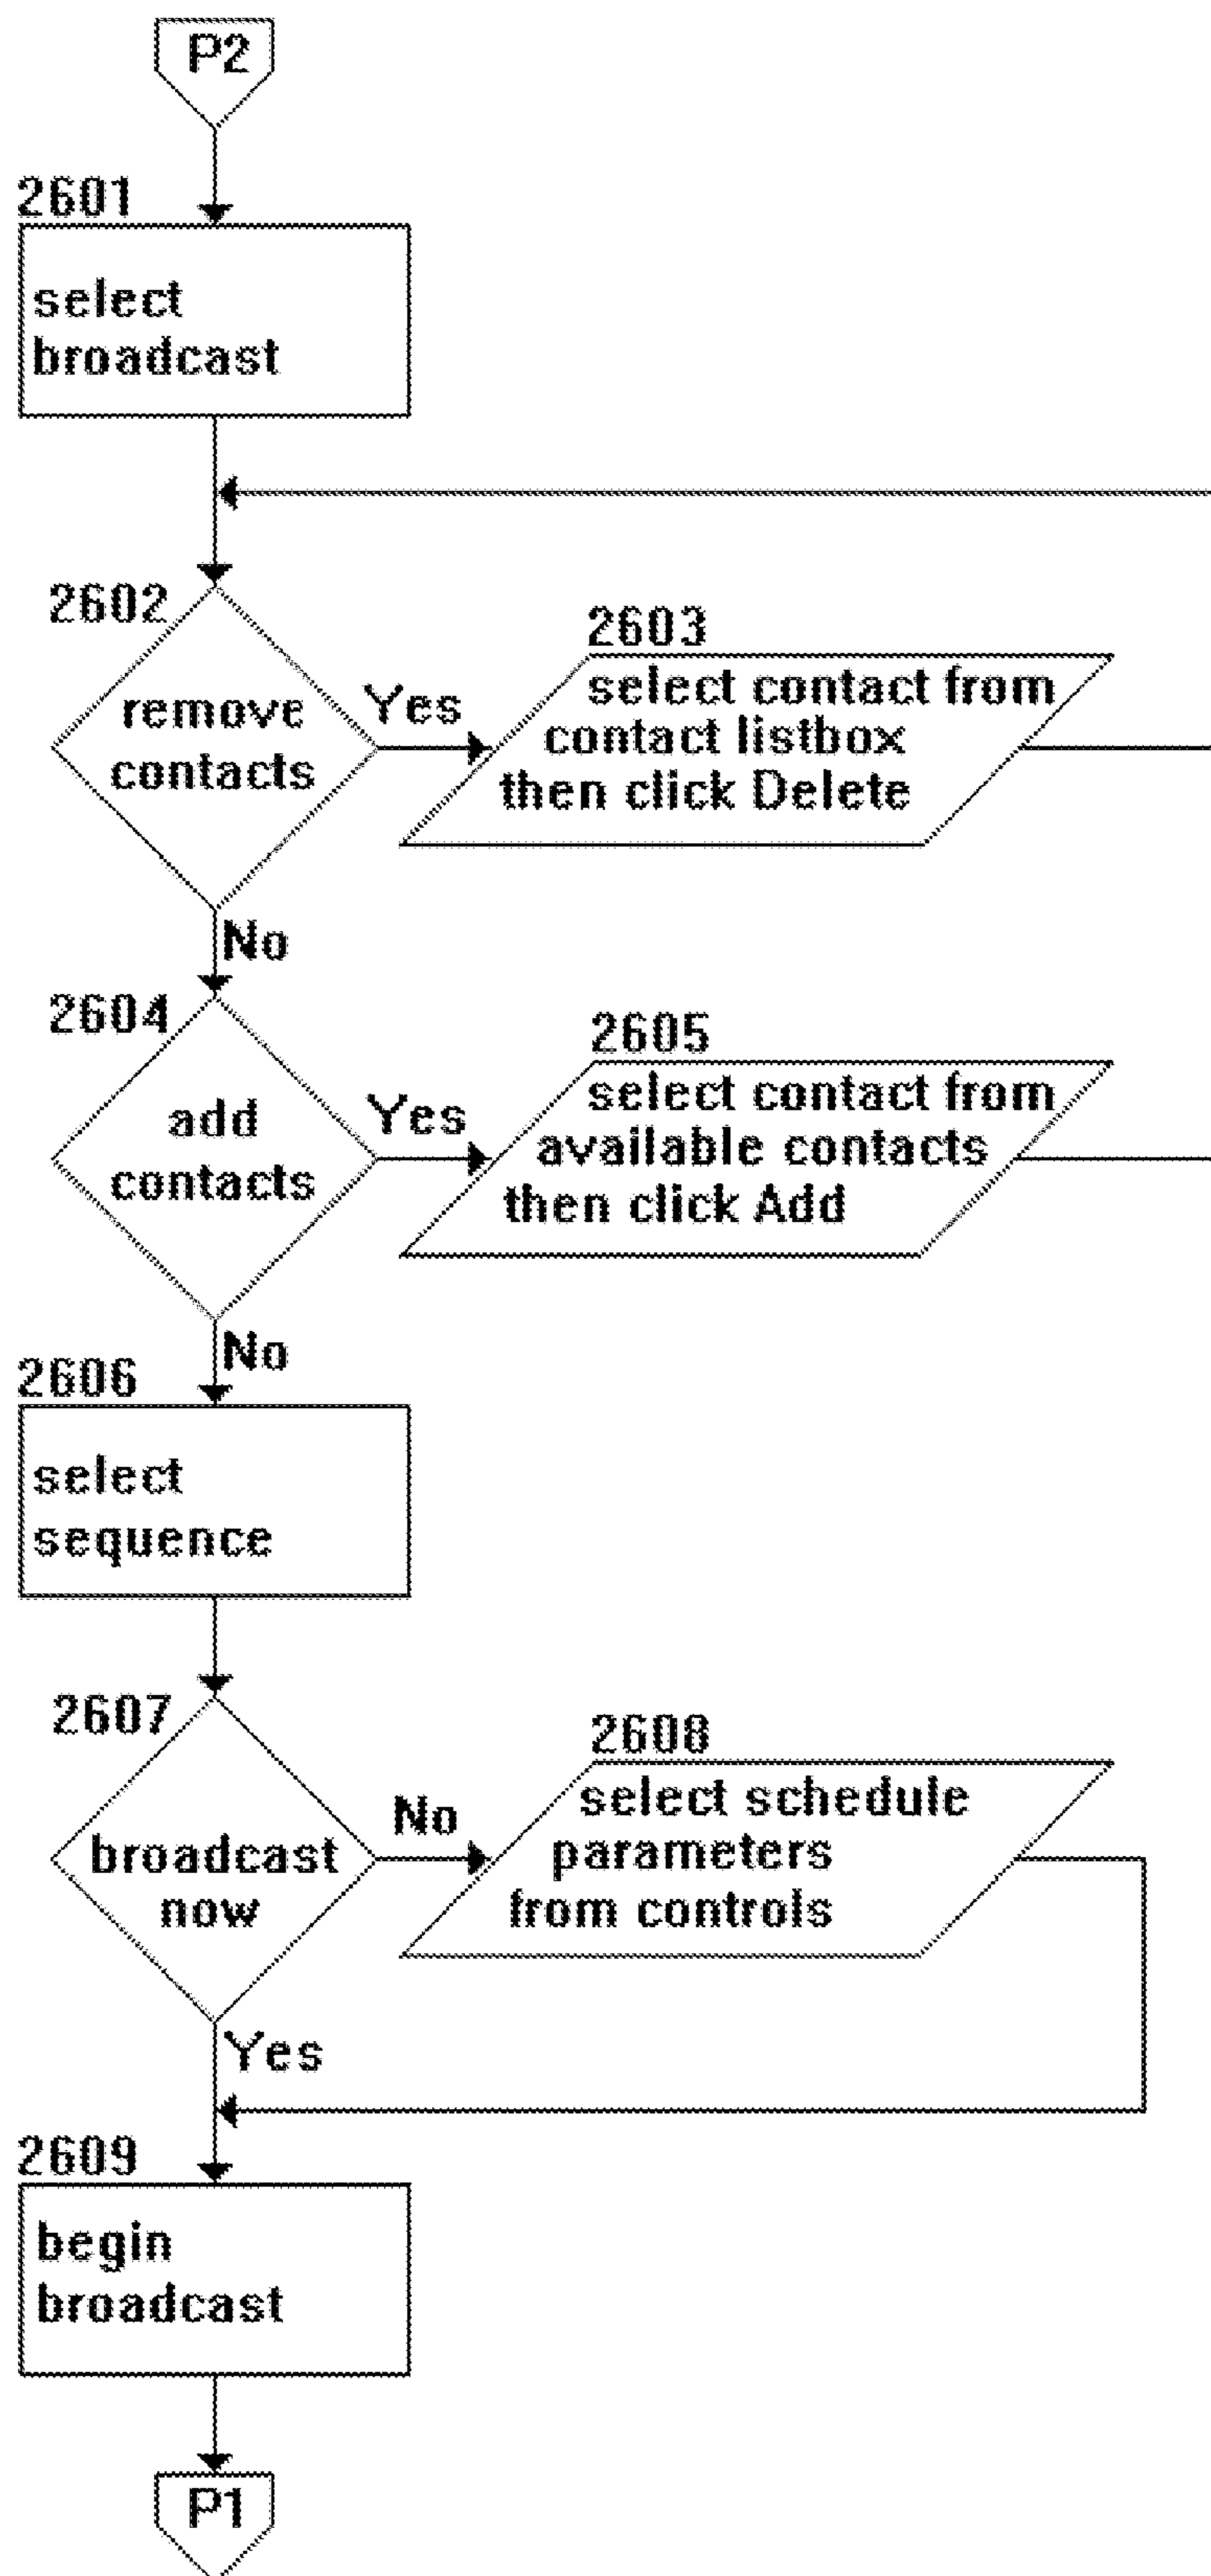 P2
2601
select
broadcast
2602
remove
contacts
Yes
2603
select contact from
contact listbox
then click Delete
No
2604
add
contacts
Yes
2605
select contact from
available contacts
then click Add
No
2606
select
sequence
2607
broadcast
now
No
2608
select schedule
parameters
from controls
Yes
2609
begin
broadcast
P1